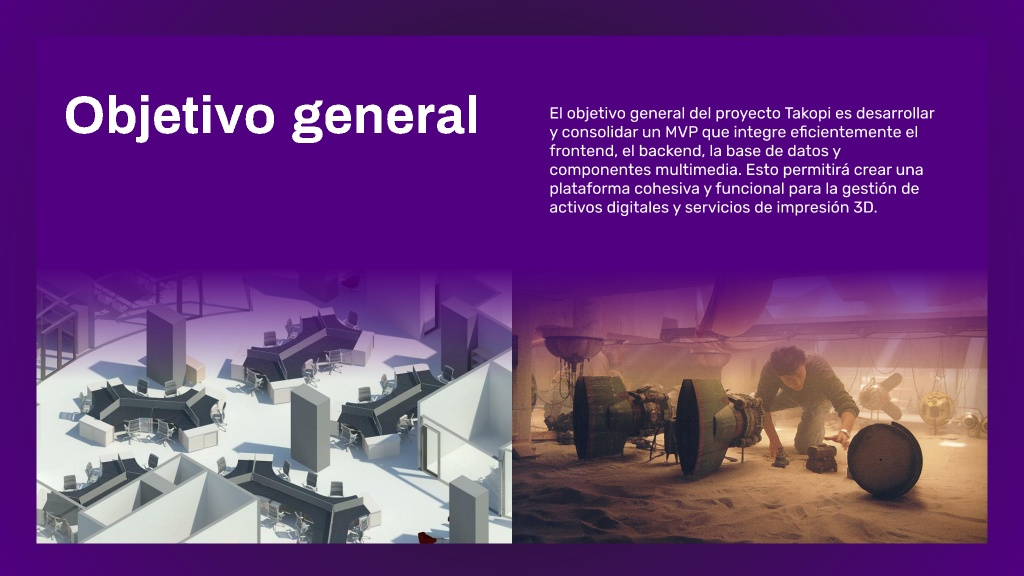 Objetivo general
El objetivo general del proyecto Takopi es desarrollar
y consolidar un MVP que integre eficientemente el
frontend, el backend, la base de datos y
componentes multimedia. Esto permitirá crear una
plataforma cohesiva y funcional para la gestión de
activos digitales y servicios de impresión 3D.